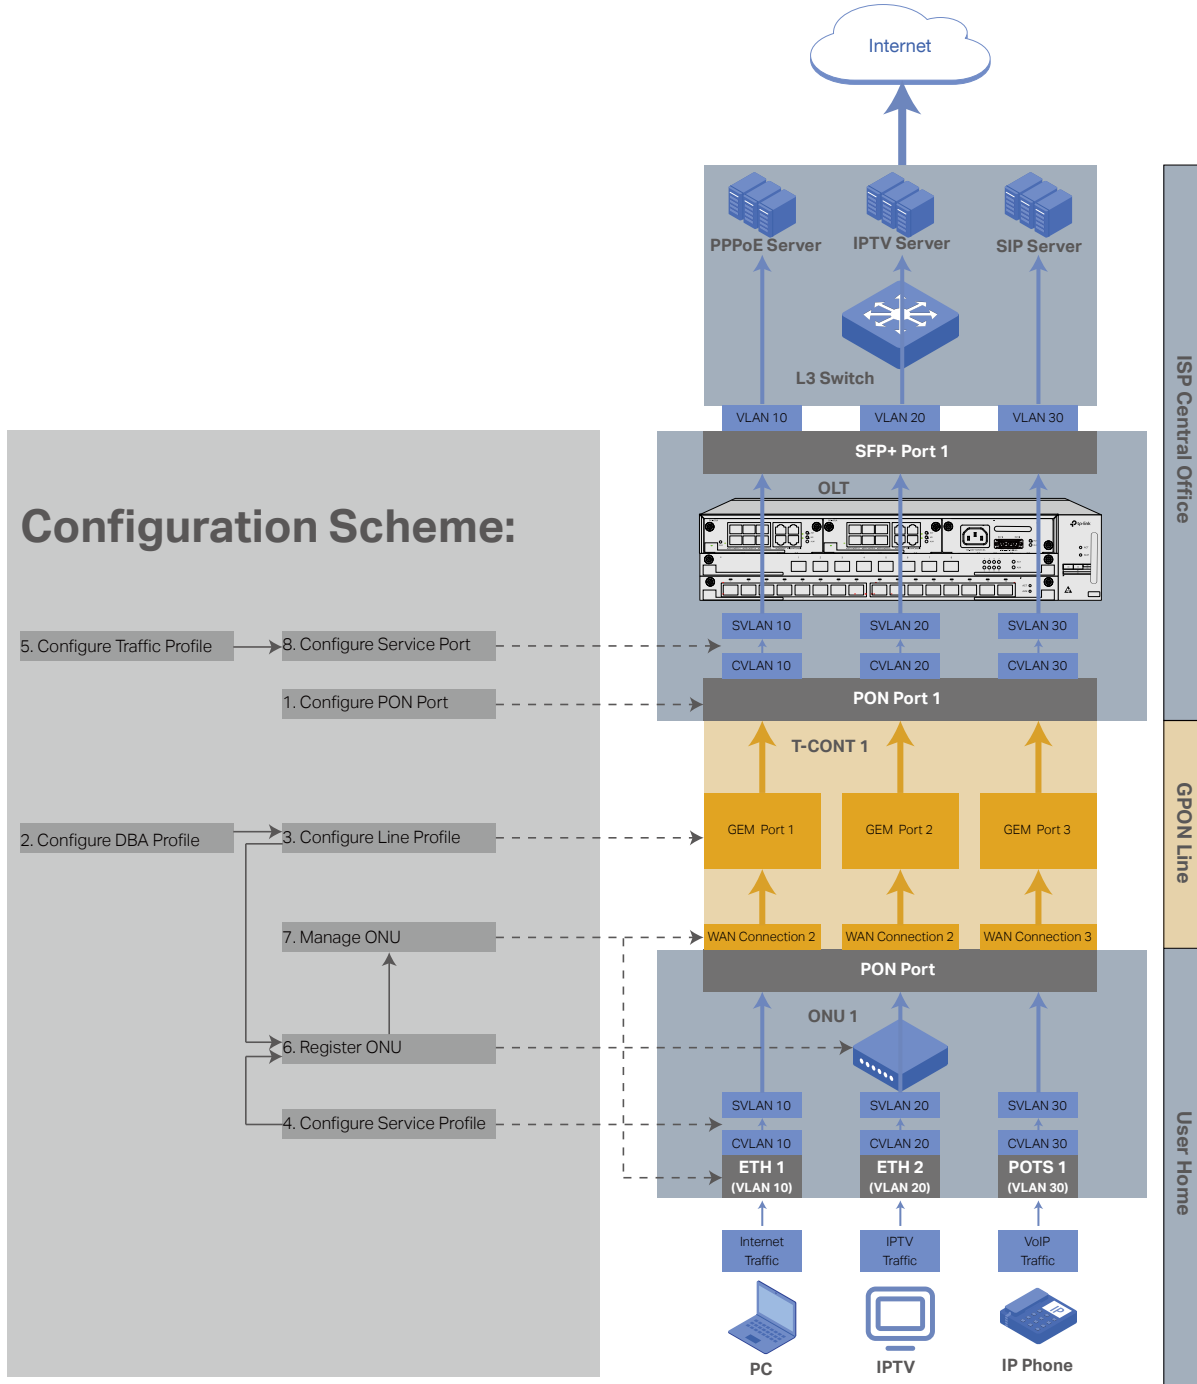 Internet
PPPoE Server
IPTV Server
SIP Server
L3 Switch
VLAN 10
VLAN 20
VLAN 30
SFP+ Port 1
OLT
tp-link
SVLAN 10
SVLAN 20
SVLAN 30
CVLAN 10
CVLAN 20
CVLAN 30
PON Port 1
ISP Central Office
Configuration Scheme:
5. Configure Traffic Profile
8. Configure Service Port
1. Configure PON Port
2. Configure DBA Profile
3. Configure Line Profile
7. Manage ONU
6. Register ONU
4. Configure Service Profile
T-CONT 1
GEM Port 1
GEM Port 2
GEM Port 3
WAN Connection 2
WAN Connection 2
WAN Connection 3
GPON Line
PON Port
ONU 1
SVLAN 10
SVLAN 20
SVLAN 30
CVLAN 10
CVLAN 20
CVLAN 30
ETH 1
(VLAN 10)
ETH 2
(VLAN 20)
POTS 1
(VLAN 30)
User Home
Internet
Traffic
IPTV
Traffic
VoIP
Traffic
IP
PC
IPTV
IP Phone